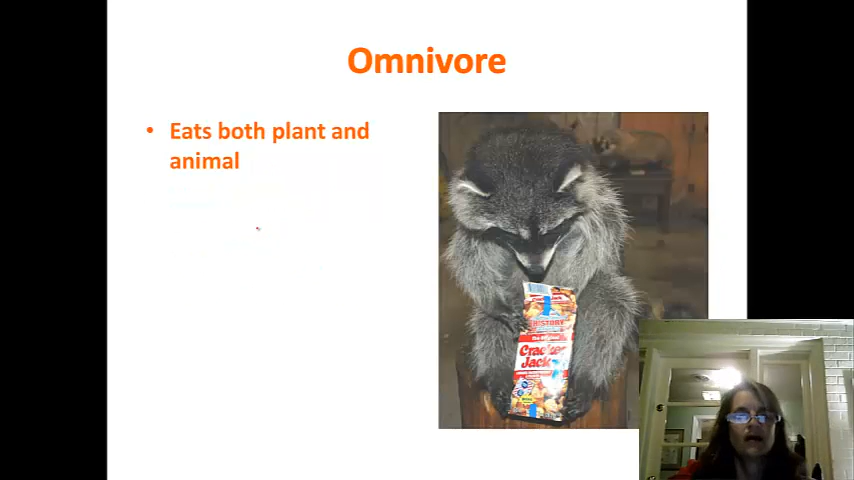 Omnivore
• Eats both plant and
animal
Cracker
Jack